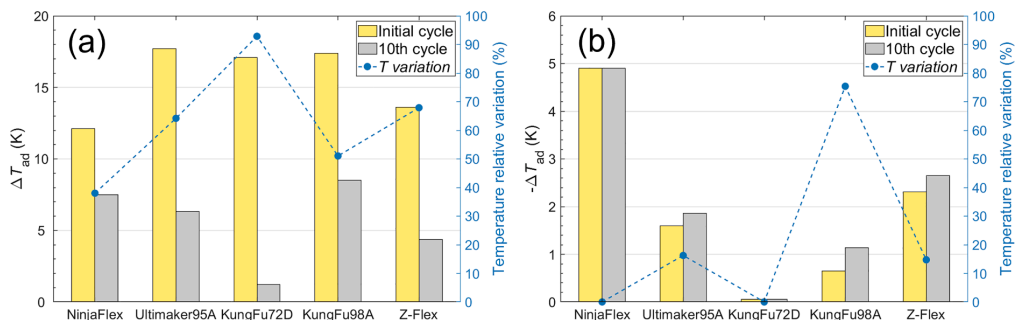 (a)
Initial cycle
10th cycle
T variation
ΔT_ad (K)
20
15
10
5
0
100
90
80
70
60
50
40
30
20
10
0
Temperature relative variation (%)
NinjaFlex Ultimaker95A KungFu72D KungFu98A Z-Flex
(b)
Initial cycle
10th cycle
T variation
-ΔT_ad (K)
6
5
4
3
2
1
0
100
90
80
70
60
50
40
30
20
10
0
Temperature relative variation (%)
NinjaFlex Ultimaker95A KungFu72D KungFu98A Z-Flex